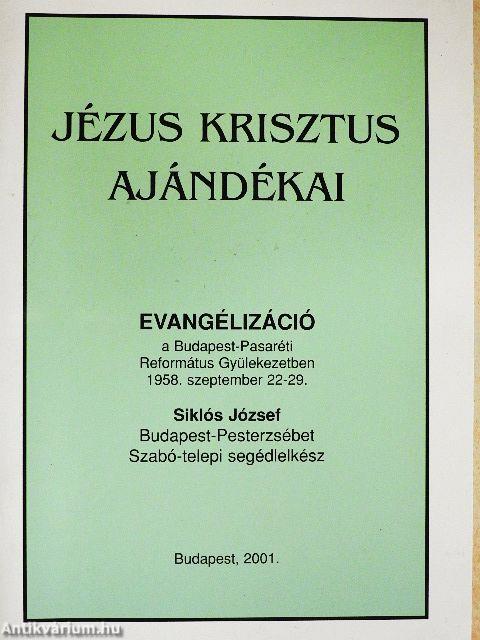 JÉZUS KRISZTUS
AJÁNDÉKAI
EVANGÉLIZÁCIÓ
a Budapest-Pasaréti
Református Gyülekezetben
1958. szeptember 22-29.
Siklós József
Budapest-Pesterzsébet
Szabó-telepi segédlelkész
Budapest, 2001.
Antikvárium.hu